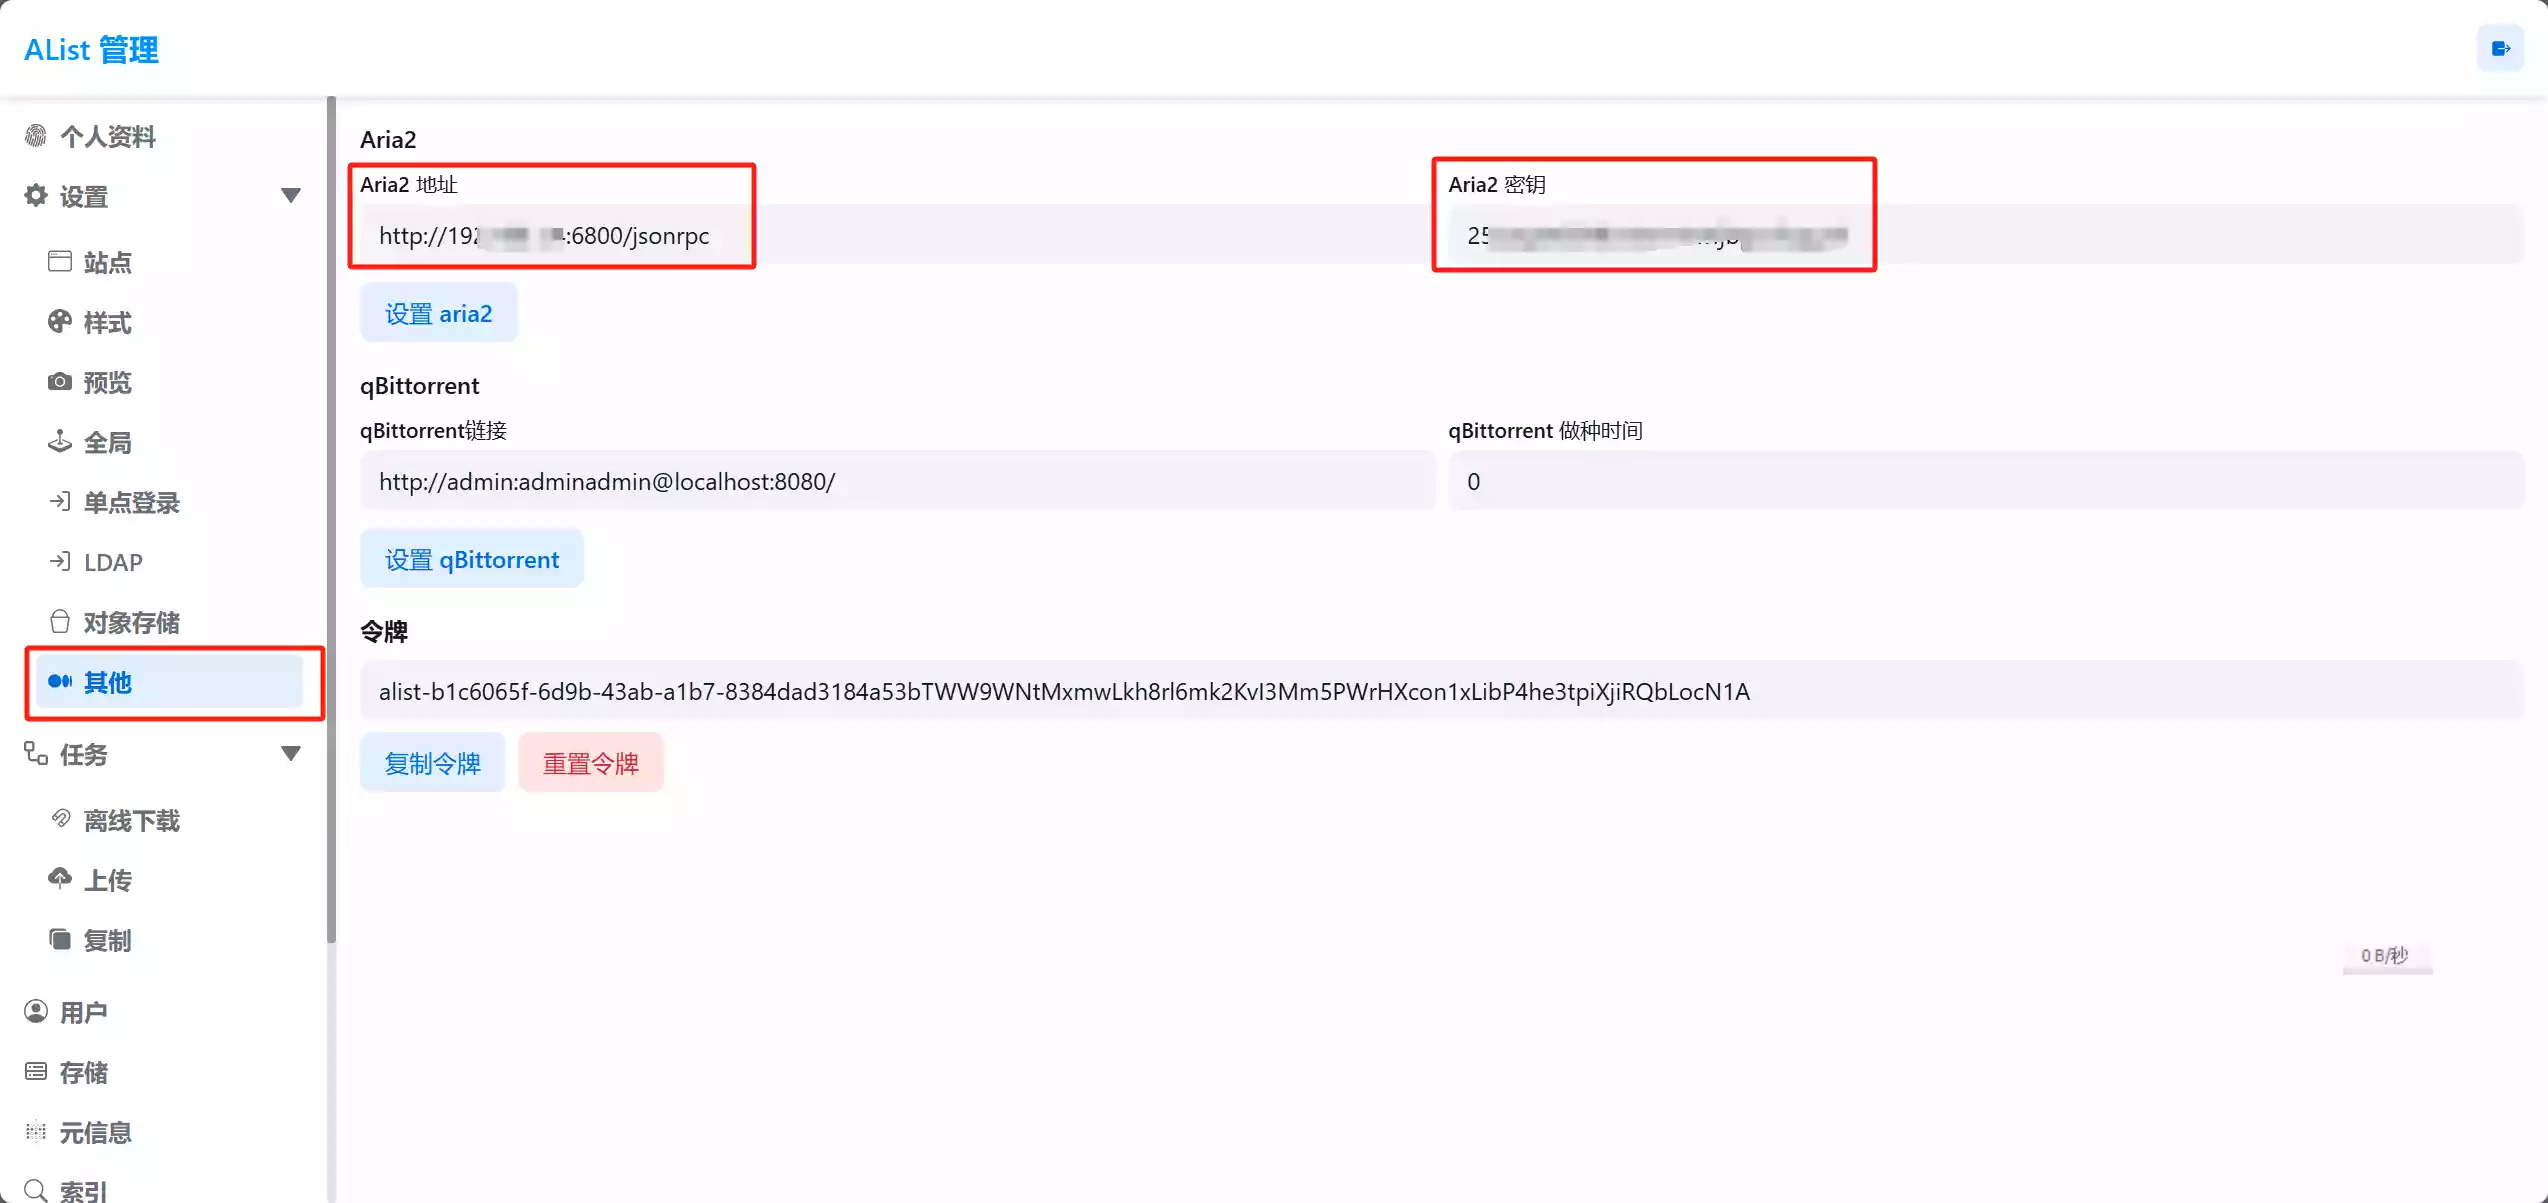 AList 管理
个人资料
设置
站点
样式
预览
全局
单点登录
LDAP
对象存储
其他
任务
离线下载
上传
复制
用户
存储
元信息
索引
Aria2
Aria2 地址
Aria2 密钥
http://192 :6800/jsonrpc
25
设置 aria2
qBittorrent
qBittorrent链接
qBittorrent 做种时间
http://admin:adminadmin@localhost:8080/
0
设置 qBittorrent
令牌
alist-b1c6065f-6d9b-43ab-a1b7-8384dad3184a53bTWW9WNtMxmwLkh8rl6mk2KvI3Mm5PWrHXcon1xLibP4he3tpiXjiRQbLocN1A
复制令牌 重置令牌
0 B/秒